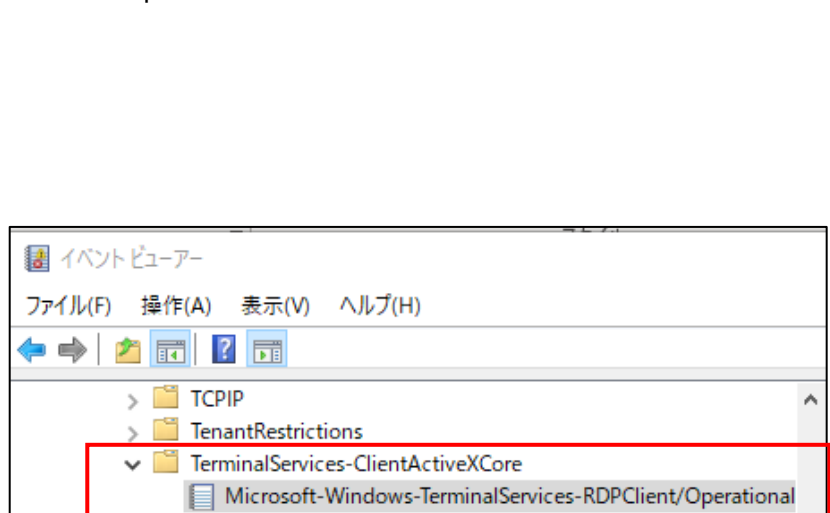 イベント ビューアー
ファイル(F) 操作(A) 表示(V) ヘルプ(H)
TCPIP
TenantRestrictions
TerminalServices-ClientActiveXCore
Microsoft-Windows-TerminalServices-RDPClient/Operational